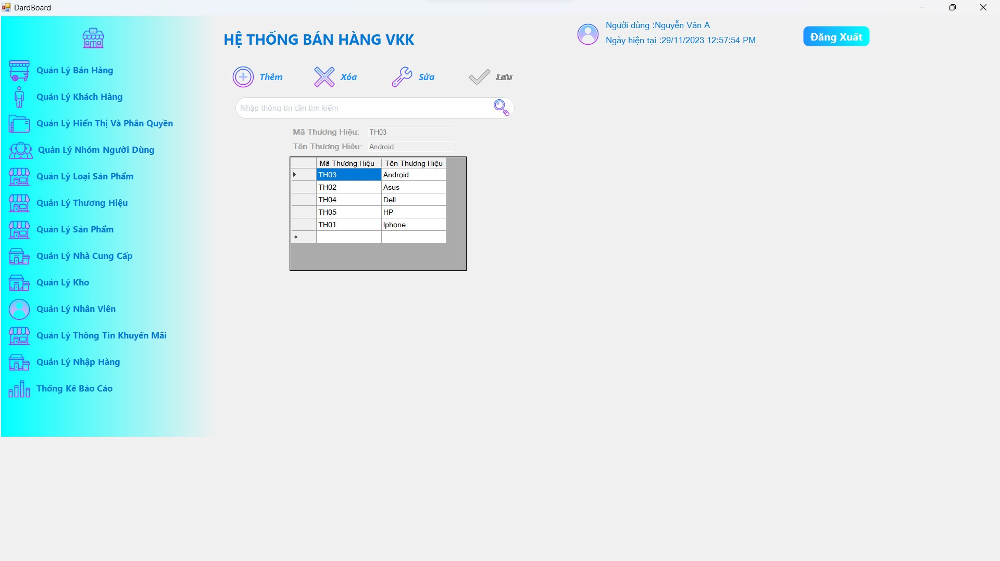 DardBoard
HỆ THỐNG BÁN HÀNG VKK
Người dùng :Nguyễn Văn A
Ngày hiện tại :29/11/2023 12:57:54 PM
Đăng Xuất
Quản Lý Bán Hàng
Quản Lý Khách Hàng
Quản Lý Hiển Thị Và Phân Quyền
Quản Lý Nhóm Người Dùng
Quản Lý Loại Sản Phẩm
Quản Lý Thương Hiệu
Quản Lý Sản Phẩm
Quản Lý Nhà Cung Cấp
Quản Lý Kho
Quản Lý Nhân Viên
Quản Lý Thông Tin Khuyến Mãi
Quản Lý Nhập Hàng
Thống Kê Báo Cáo
Thêm Xóa Sửa Lưu
Nhập thông tin cần tìm kiếm
Mã Thương Hiệu: TH03
Tên Thương Hiệu: Android
Mã Thương Hiệu Tên Thương Hiệu
TH03 Android
TH02 Asus
TH04 Dell
TH05 HP
TH01 Iphone